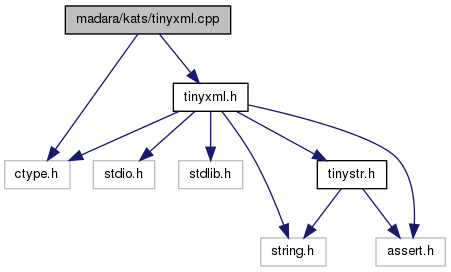 madara/kats/tinyxml.cpp
tinyxml.h
ctype.h
stdio.h
stdlib.h
tinystr.h
string.h
assert.h